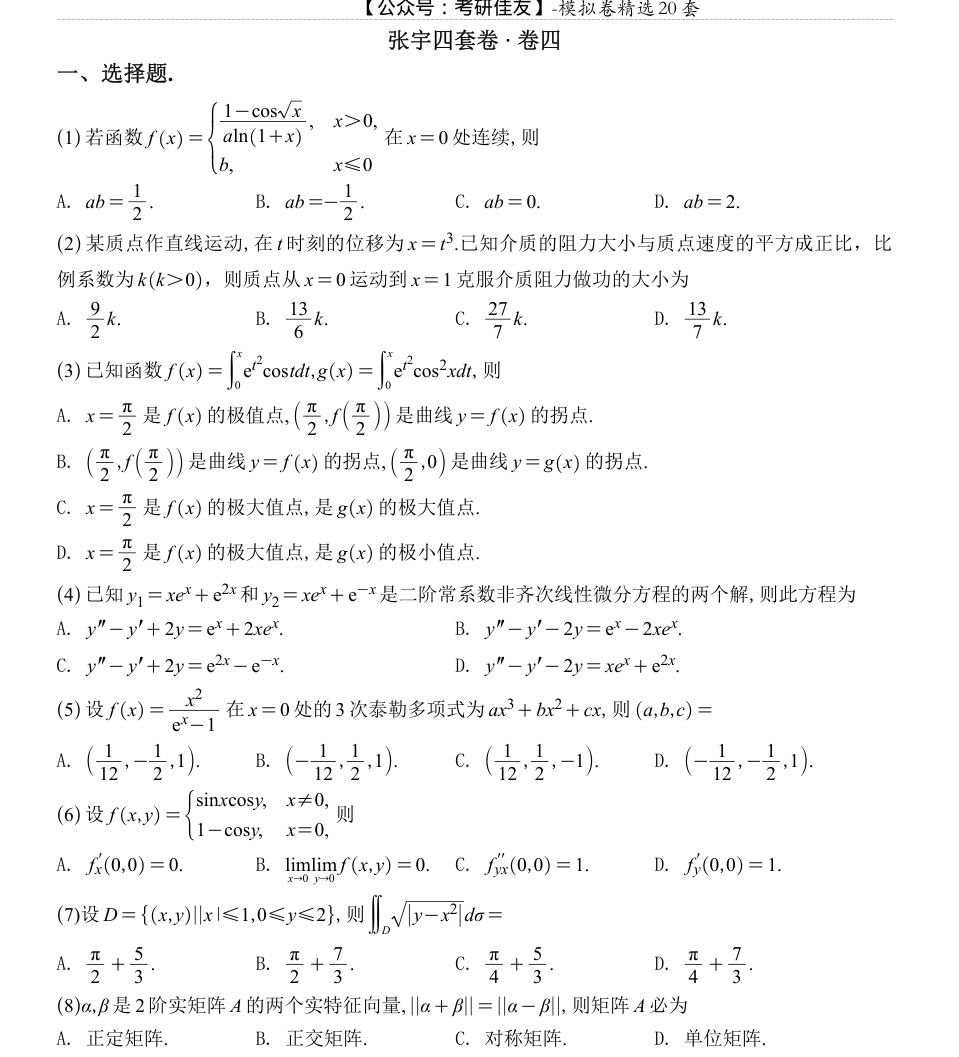 【公众号：考研佳友】-模拟卷精选20套
张宇四套卷·卷四
一、选择题.
(1) 若函数 f(x) = { (1-cos√x)/(aln(1+x)), x>0, b, x≤0 在 x=0 处连续, 则
A. ab=1/2. B. ab=-1/2. C. ab=0. D. ab=2.
(2) 某质点作直线运动, 在 t 时刻的位移为 x=t³.已知介质的阻力大小与质点速度的平方成正比，比
例系数为 k(k>0)，则质点从 x=0 运动到 x=1 克服介质阻力做功的大小为
A. 9/2 k. B. 13/6 k. C. 27/7 k. D. 13/7 k.
(3) 已知函数 f(x)=∫₀ˣ e^{t²}costdt, g(x)=∫₀ˣ e^{t²}cos²xdt, 则
A. x=π/2 是 f(x) 的极值点, (π/2, f(π/2)) 是曲线 y=f(x) 的拐点.
B. (π/2, f(π/2)) 是曲线 y=f(x) 的拐点, (π/2, 0) 是曲线 y=g(x) 的拐点.
C. x=π/2 是 f(x) 的极大值点, 是 g(x) 的极大值点.
D. x=π/2 是 f(x) 的极大值点, 是 g(x) 的极小值点.
(4) 已知 y₁=xeˣ+e²ˣ 和 y₂=xeˣ+e⁻ˣ 是二阶常系数非齐次线性微分方程的两个解, 则此方程为
A. y″-y′+2y=eˣ+2xeˣ. B. y″-y′-2y=eˣ-2xeˣ.
C. y″-y′+2y=e²ˣ-e⁻ˣ. D. y″-y′-2y=xeˣ+e²ˣ.
(5) 设 f(x)=x²/(eˣ-1) 在 x=0 处的 3 次泰勒多项式为 ax³+bx²+cx, 则 (a,b,c)=
A. (1/12, -1/2, 1). B. (-1/12, 1/2, 1). C. (1/12, 1/2, -1). D. (-1/12, -1/2, 1).
(6) 设 f(x,y)={ sinxcosy, x≠0, 1-cosy, x=0, 则
A. f′ₓ(0,0)=0. B. lim_{x→0} lim_{y→0} f(x,y)=0. C. f″_{yx}(0,0)=1. D. f′_y(0,0)=1.
(7)设 D={(x,y)||x|≤1,0≤y≤2}, 则 ∬_D √|y-x²| dσ=
A. π/2+5/3. B. π/2+7/3. C. π/4+5/3. D. π/4+7/3.
(8)α,β 是 2 阶实矩阵 A 的两个实特征向量, ||α+β||=||α-β||, 则矩阵 A 必为
A. 正定矩阵. B. 正交矩阵. C. 对称矩阵. D. 单位矩阵.